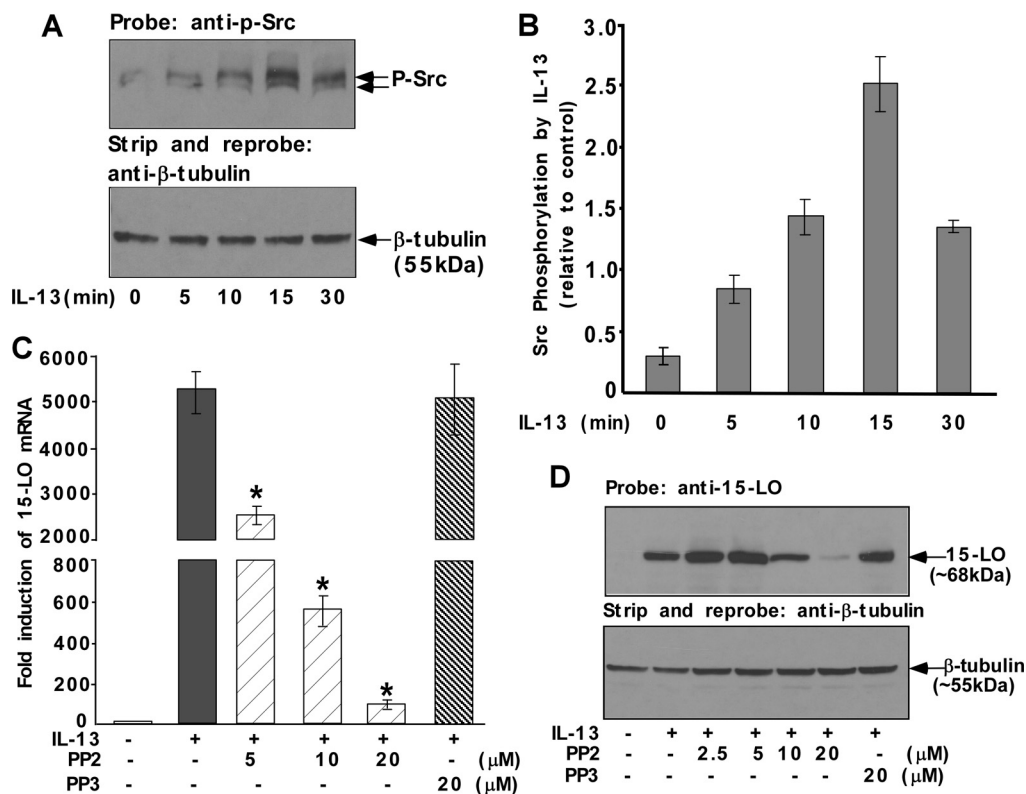 A
Probe: anti-p-Src
P-Src
Strip and reprobe:
anti-β-tubulin
β-tubulin
(55kDa)
IL-13(min) 0 5 10 15 30
B
Src Phosphorylation by IL-13
(relative to control)
3.0
2.5
2.0
1.5
1.0
0.5
0
IL-13 (min) 0 5 10 15 30
C
Fold induction of 15-LO mRNA
6000
5000
4000
3000
2000
800
600
400
200
0
* * *
IL-13 - + + + + +
PP2 - - 5 10 20 - (μM)
PP3 - - - - - 20 (μM)
D
Probe: anti-15-LO
15-LO
(~68kDa)
Strip and reprobe: anti-β-tubulin
β-tubulin
(~55kDa)
IL-13 - + + + + + +
PP2 - - 2.5 5 10 20 - (μM)
PP3 - - - - - - 20 (μM)